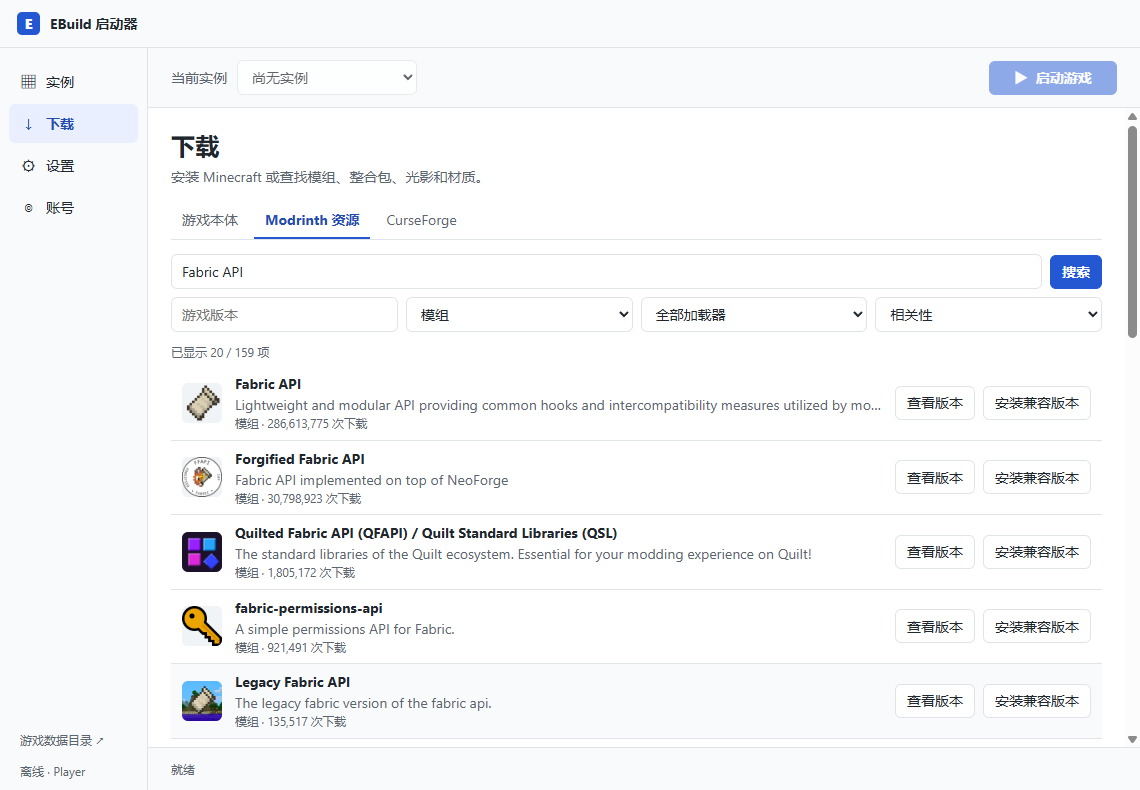 E EBuild 启动器
实例
下载
设置
账号
游戏数据目录 ↗
离线 · Player
当前实例 尚无实例 ▶ 启动游戏
下载
安装 Minecraft 或查找模组、整合包、光影和材质。
游戏本体 Modrinth 资源 CurseForge
Fabric API 搜索
游戏版本 模组 全部加载器 相关性
已显示 20 / 159 项
Fabric API
Lightweight and modular API providing common hooks and intercompatibility measures utilized by mo...
模组 · 286,613,775 次下载
查看版本 安装兼容版本
Forgified Fabric API
Fabric API implemented on top of NeoForge
模组 · 30,798,923 次下载
查看版本 安装兼容版本
Quilted Fabric API (QFAPI) / Quilt Standard Libraries (QSL)
The standard libraries of the Quilt ecosystem. Essential for your modding experience on Quilt!
模组 · 1,805,172 次下载
查看版本 安装兼容版本
fabric-permissions-api
A simple permissions API for Fabric.
模组 · 921,491 次下载
查看版本 安装兼容版本
Legacy Fabric API
The legacy fabric version of the fabric api.
模组 · 135,517 次下载
查看版本 安装兼容版本
就绪